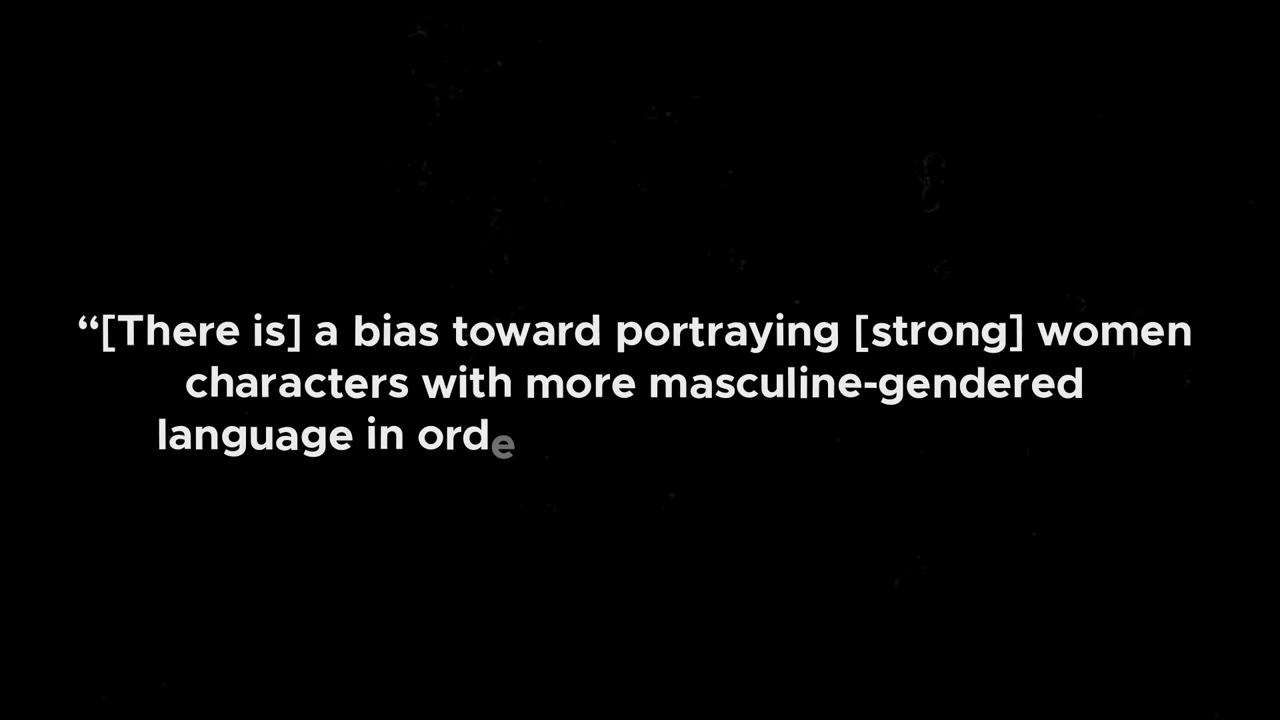 “[There is] a bias toward portraying [strong] women
characters with more masculine-gendered
language in orde